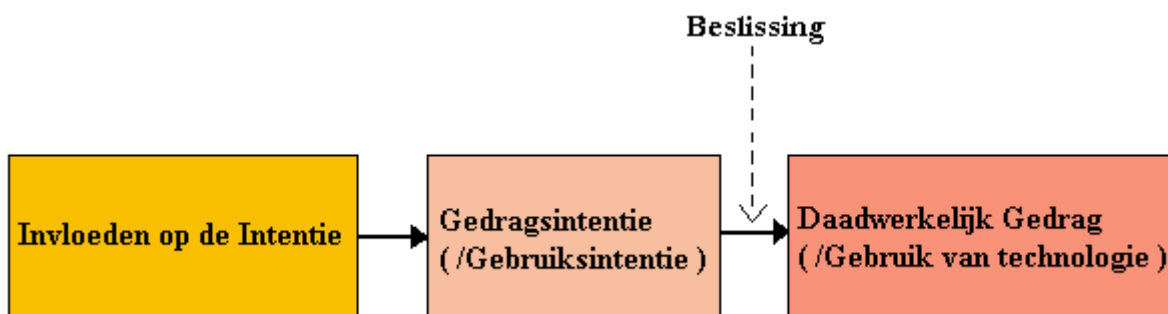 Beslissing
Invloeden op de Intentie
Gedragsintentie
( /Gebruiksintentie )
Daadwerkelijk Gedrag
( /Gebruik van technologie )